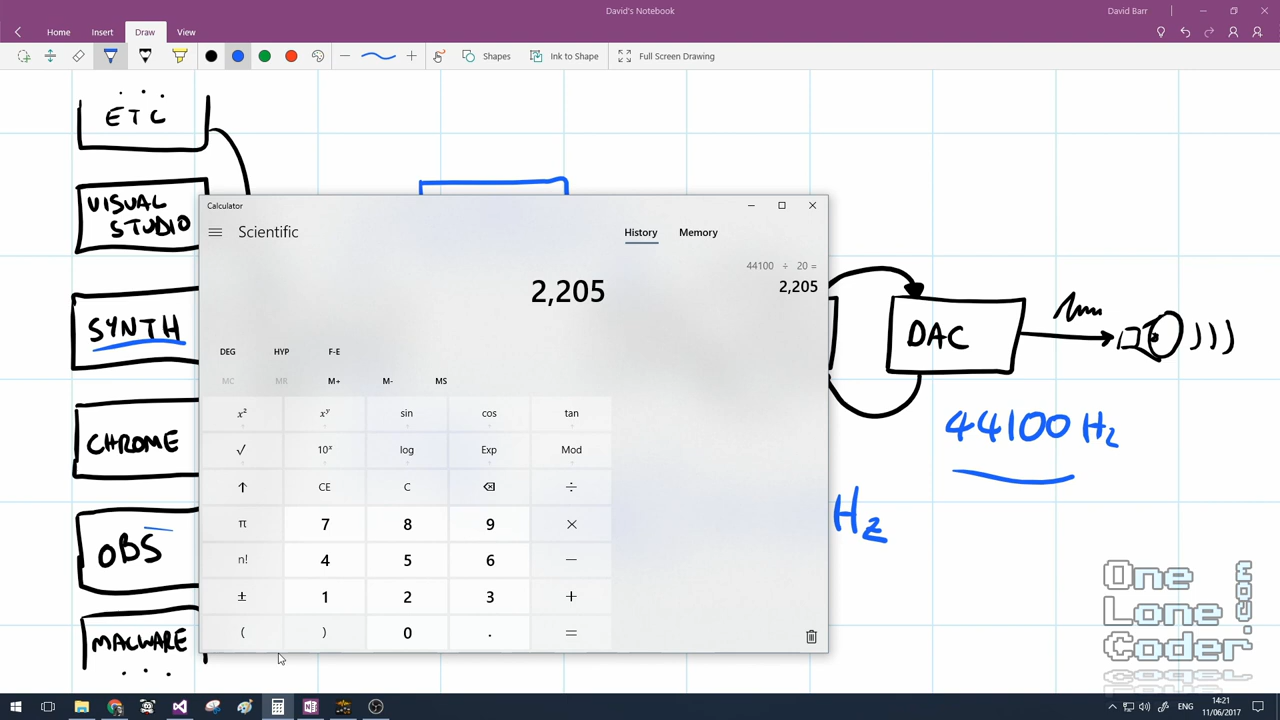 David's Notebook
David Barr
Home Insert Draw View
Shapes Ink to Shape Full Screen Drawing
ETC
VISUAL
STUDIO
SYNTH
CHROME
OBS
MALWARE
Calculator
Scientific
History Memory
44100 ÷ 20 =
2,205
2,205
DEG HYP F-E
MC MR M+ M- MS
x² xʸ sin cos tan
√ 10ˣ log Exp Mod
↑ CE C ÷
π 7 8 9 ×
n! 4 5 6 −
± 1 2 3 +
( ) 0 . =
DAC
44100 Hz
Hz
One
Lone
Coder
.com
ENG
14:21
11/06/2017